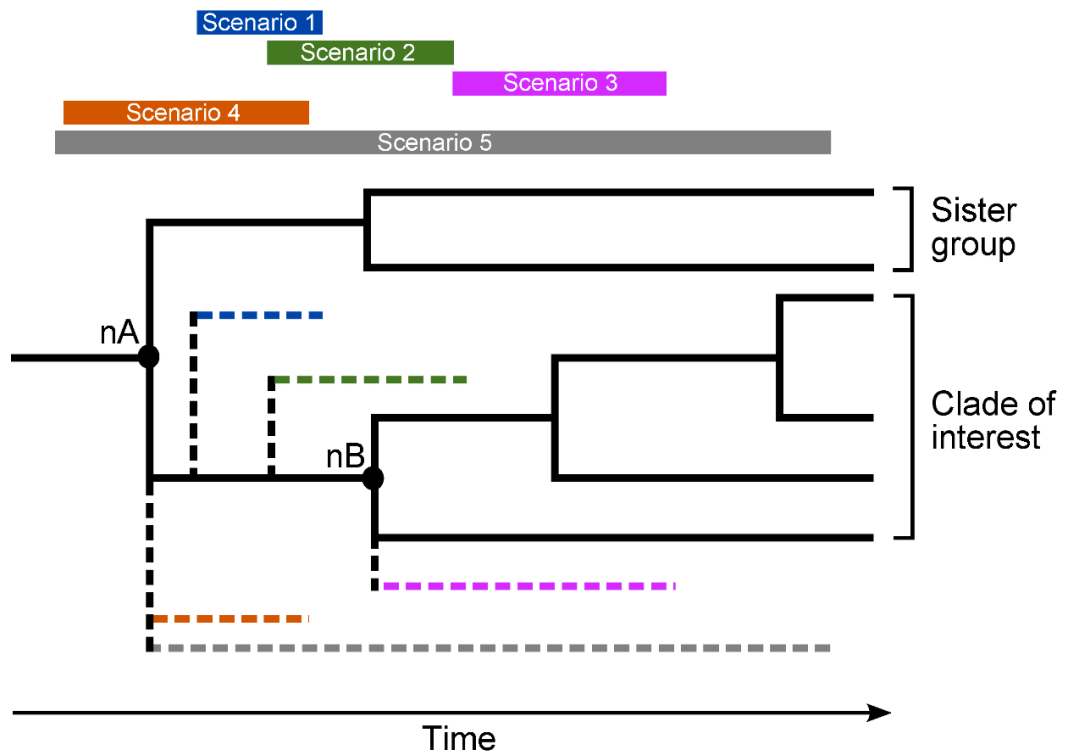 Scenario 1
Scenario 2
Scenario 3
Scenario 4
Scenario 5
Sister
group
nA
nB
Clade of
interest
Time